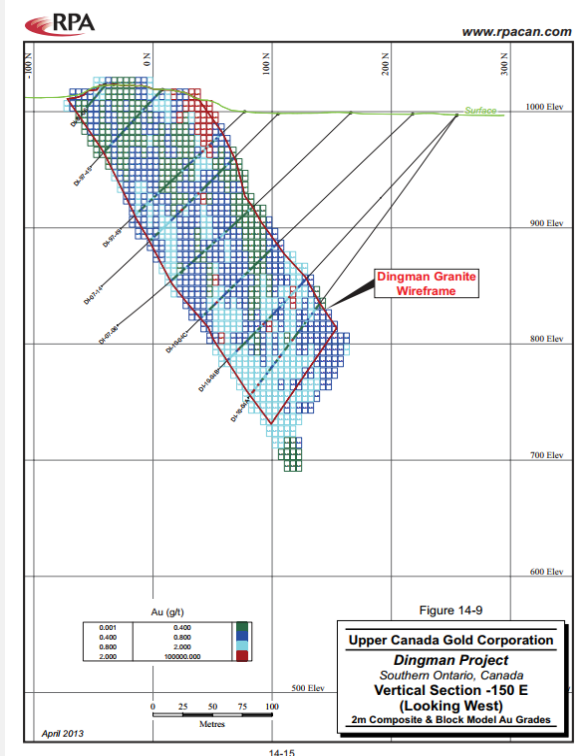 RPA
www.rpacan.com
-100 N
0 N
100 N
200 N
300 N
Surface
1000 Elev
900 Elev
Dingman Granite
Wireframe
800 Elev
700 Elev
600 Elev
500 Elev
Au (g/t)
0.001 0.400
0.400 0.800
0.800 2.000
2.000 100000.000
0 25 50 75 100
Metres
Figure 14-9
Upper Canada Gold Corporation
Dingman Project
Southern Ontario, Canada
Vertical Section -150 E
(Looking West)
2m Composite & Block Model Au Grades
April 2013
14-15